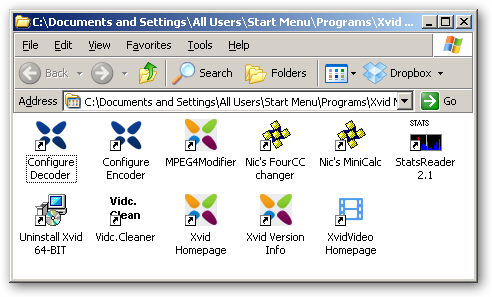 C:\Documents and Settings\All Users\Start Menu\Programs\Xvid ...
File Edit View Favorites Tools Help
Back Search Folders Dropbox
Address C:\Documents and Settings\All Users\Start Menu\Programs\Xvid Go
STATS
Configure Decoder
Configure Encoder
MPEG4Modifier
Nic's FourCC changer
Nic's MiniCalc
StatsReader 2.1
Vidc.
Clean
Uninstall Xvid 64-BIT
Vidc.Cleaner
Xvid Homepage
Xvid Version Info
XvidVideo Homepage